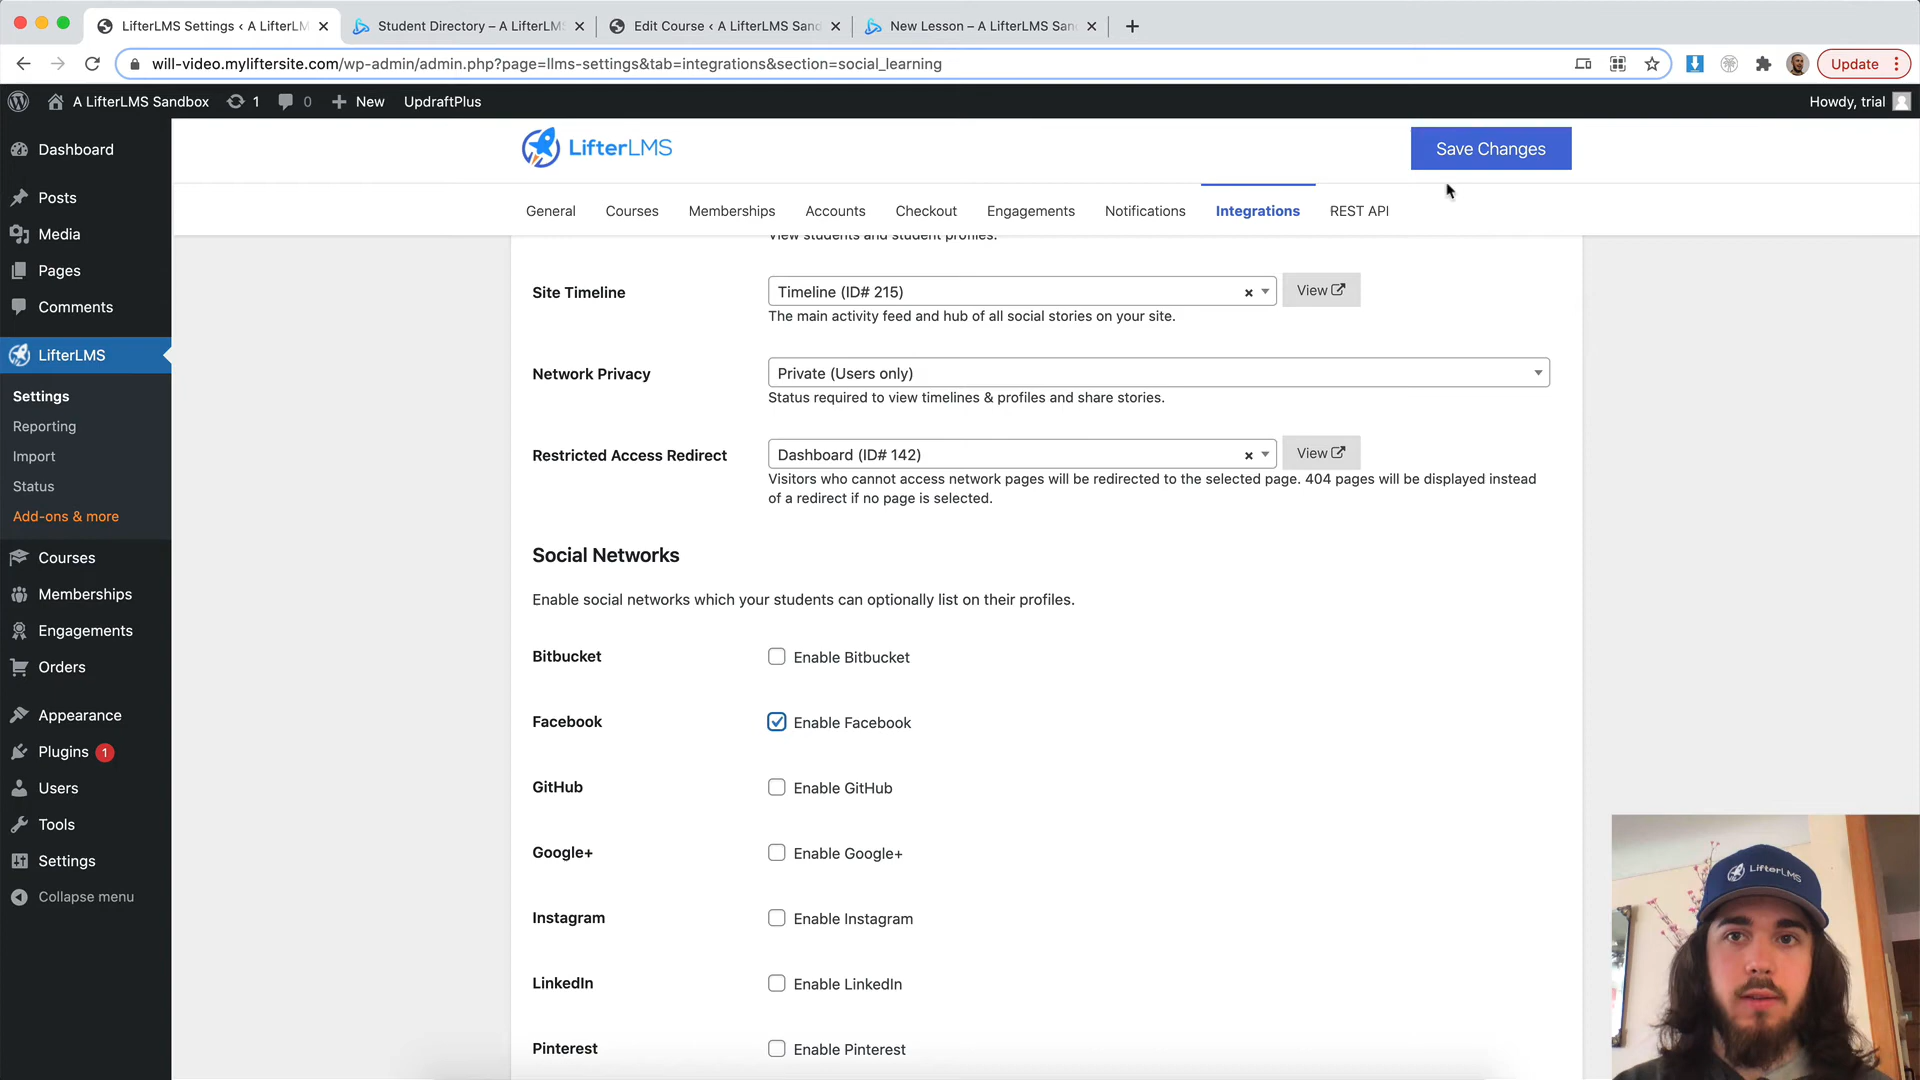 LifterLMS Settings ‹ A LifterLM
Student Directory – A LifterLMS
Edit Course ‹ A LifterLMS Sand
New Lesson – A LifterLMS San
will-video.myliftersite.com/wp-admin/admin.php?page=llms-settings&tab=integrations&section=social_learning
Update
A LifterLMS Sandbox
1
0
New
UpdraftPlus
Howdy, trial
Dashboard
Posts
Media
Pages
Comments
LifterLMS
Settings
Reporting
Import
Status
Add-ons & more
Courses
Memberships
Engagements
Orders
Appearance
Plugins 1
Users
Tools
Settings
Collapse menu
LifterLMS
Save Changes
General
Courses
Memberships
Accounts
Checkout
Engagements
Notifications
Integrations
REST API
View students and student profiles.
Site Timeline
Timeline (ID# 215)
×
View
The main activity feed and hub of all social stories on your site.
Network Privacy
Private (Users only)
Status required to view timelines & profiles and share stories.
Restricted Access Redirect
Dashboard (ID# 142)
×
View
Visitors who cannot access network pages will be redirected to the selected page. 404 pages will be displayed instead
of a redirect if no page is selected.
Social Networks
Enable social networks which your students can optionally list on their profiles.
Bitbucket
Enable Bitbucket
Facebook
Enable Facebook
GitHub
Enable GitHub
Google+
Enable Google+
Instagram
Enable Instagram
LinkedIn
Enable LinkedIn
Pinterest
Enable Pinterest
LifterLMS